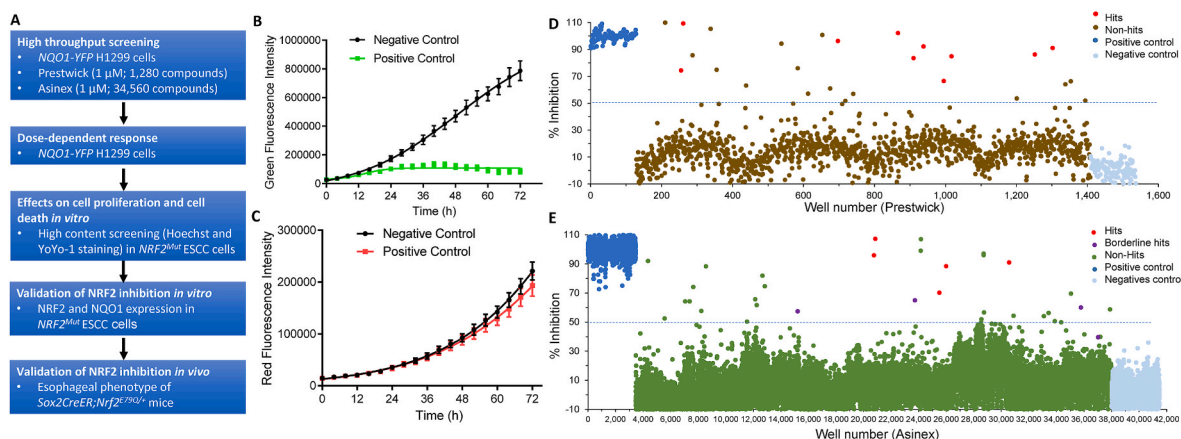 A
High throughput screening
• NQO1-YFP H1299 cells
• Prestwick (1 μM; 1,280 compounds)
• Asinex (1 μM; 34,560 compounds)
Dose-dependent response
• NQO1-YFP H1299 cells
Effects on cell proliferation and cell
death in vitro
• High content screening (Hoechst and
YoYo-1 staining) in NRF2Mut ESCC
cells
Validation of NRF2 inhibition in vitro
• NRF2 and NQO1 expression in
NRF2Mut ESCC cells
Validation of NRF2 inhibition in vivo
• Esophageal phenotype of
Sox2CreER;Nrf2E79Q/+ mice
B
Green Fluorescence Intensity
1000000
800000
600000
400000
200000
0
Negative Control
Positive Control
0 12 24 36 48 60 72
Time (h)
C
Red Fluorescence Intensity
300000
200000
100000
0
Negative Control
Positive Control
0 12 24 36 48 60 72
Time (h)
D
% Inhibition
110
90
70
50
30
10
-10
Hits
Non-hits
Positive control
Negative control
0 200 400 600 800 1,000 1,200 1,400 1,600
Well number (Prestwick)
E
% Inhibition
110
90
70
50
30
10
-10
Hits
Borderline hits
Non-Hits
Positive control
Negatives contro
0 2,000 4,000 6,000 8,000 10,000 12,000 14,000 16,000 18,000 20,000 22,000 24,000 26,000 28,000 30,000 32,000 34,000 36,000 38,000 40,000 42,000
Well number (Asinex)